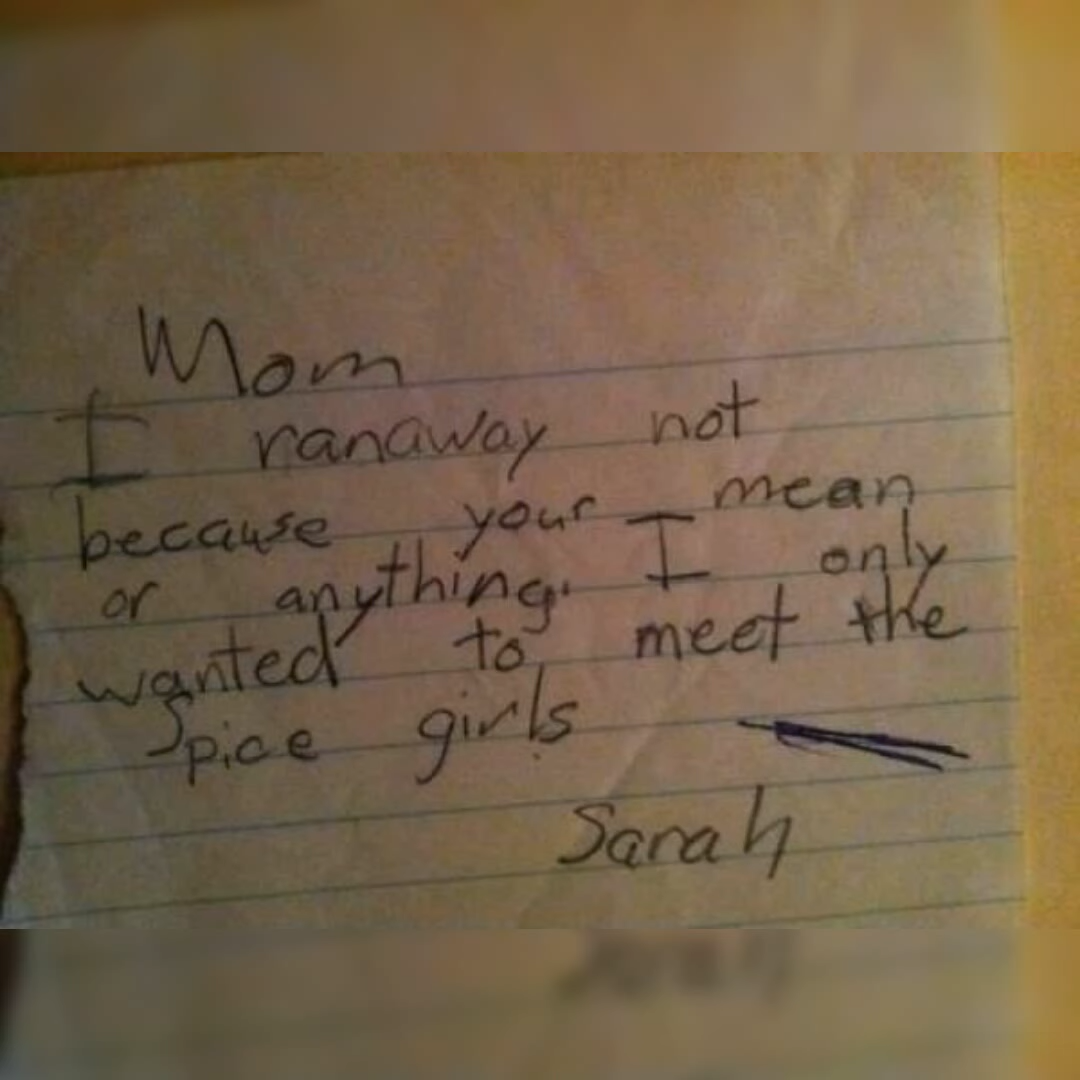 Mom
I ranaway not
because your mean
or anything. I only
wanted to meet the
Spice girls
Sarah